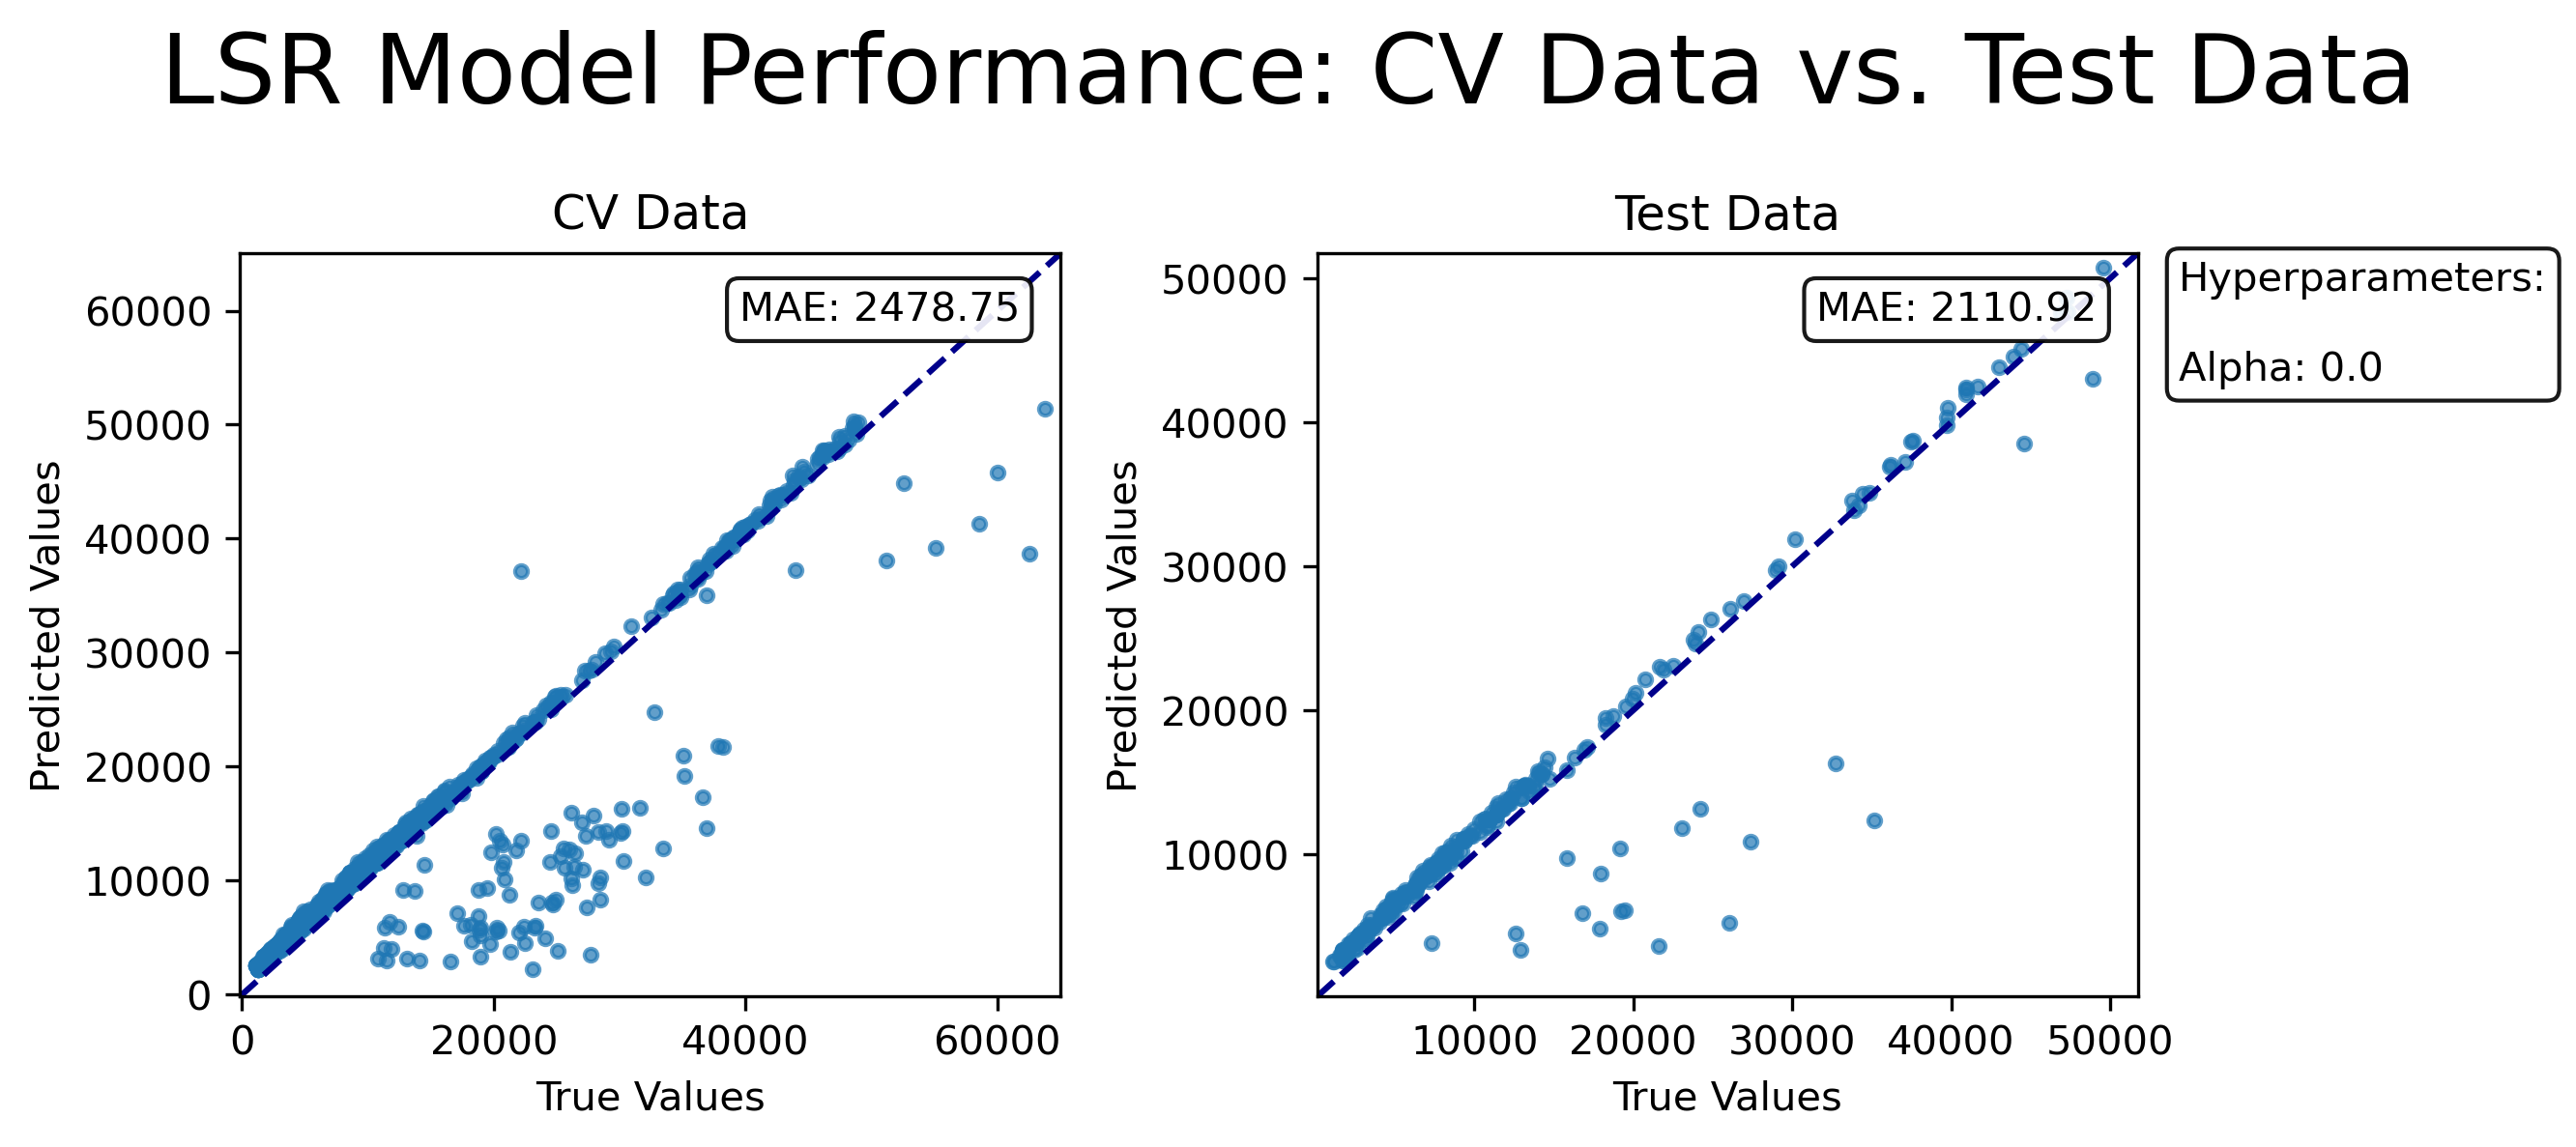 LSR Model Performance: CV Data vs. Test Data
CV Data
MAE: 2478.75
60000
50000
40000
30000
20000
10000
0
Predicted Values
0
20000
40000
60000
True Values
Test Data
MAE: 2110.92
50000
40000
30000
20000
10000
Predicted Values
10000
20000
30000
40000
50000
True Values
Hyperparameters:
Alpha: 0.0